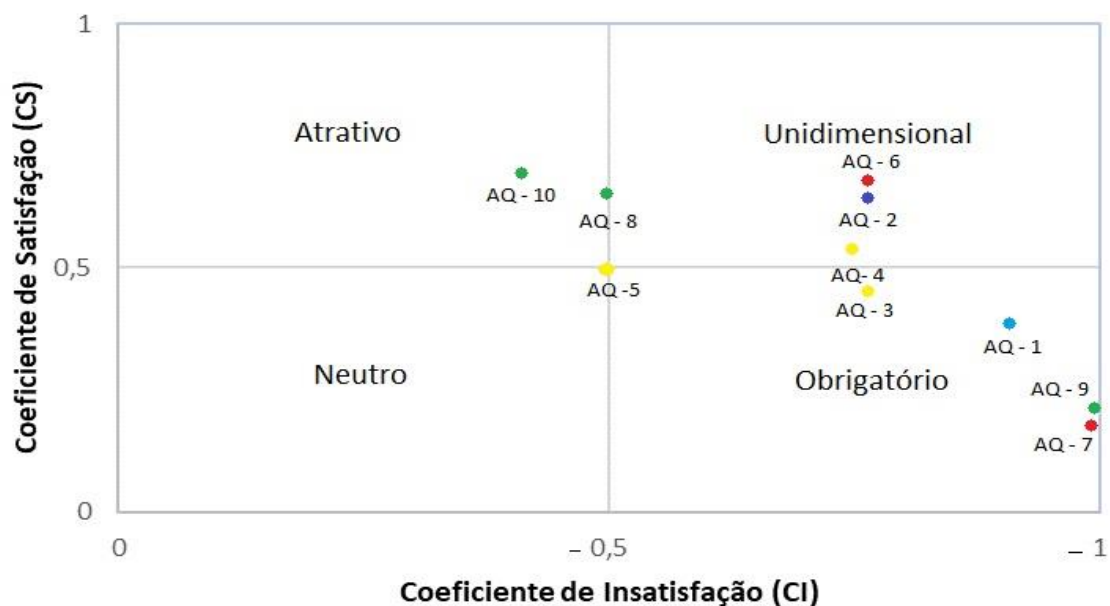 1
Coeficiente de Satisfação (CS)
Atrativo
Unidimensional
AQ - 6
AQ - 10
AQ - 8
AQ - 2
0,5
AQ -5
AQ- 4
AQ - 3
AQ - 1
Neutro
Obrigatório
AQ - 9
AQ - 7
0
0
– 0,5
– 1
Coeficiente de Insatisfação (CI)